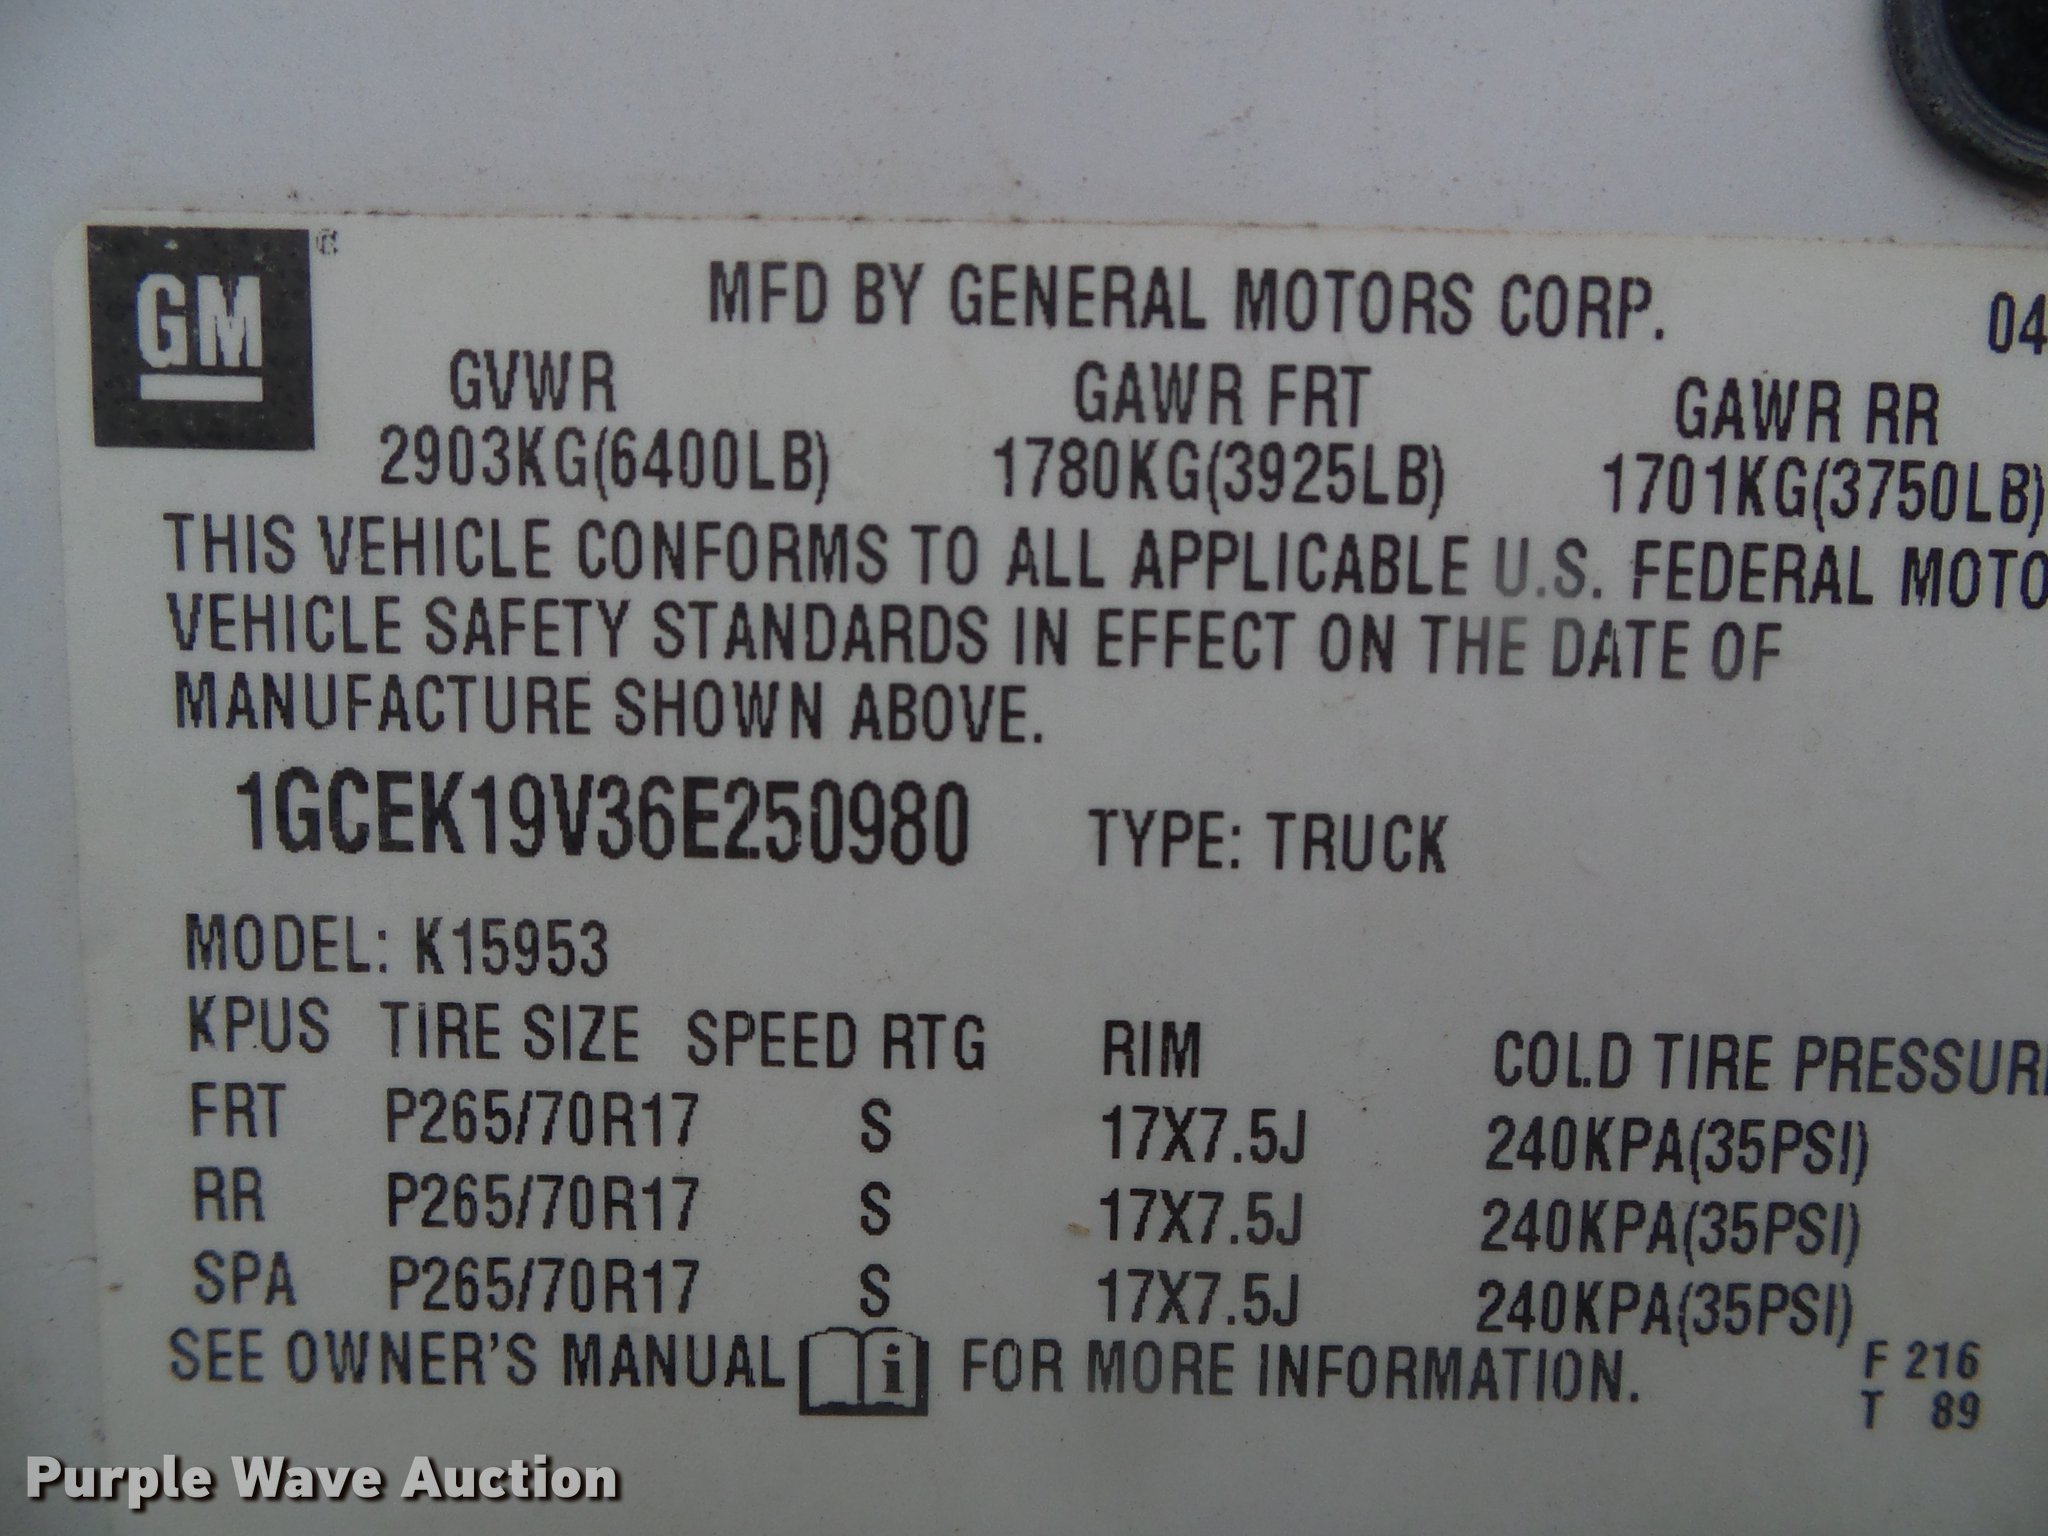 GM®
MFD BY GENERAL MOTORS CORP. 04
GVWR GAWR FRT GAWR RR
2903KG(6400LB) 1780KG(3925LB) 1701KG(3750LB)
THIS VEHICLE CONFORMS TO ALL APPLICABLE U.S. FEDERAL MOTO
VEHICLE SAFETY STANDARDS IN EFFECT ON THE DATE OF
MANUFACTURE SHOWN ABOVE.
1GCEK19V36E250980 TYPE: TRUCK
MODEL: K15953
KPUS TIRE SIZE SPEED RTG RIM COLD TIRE PRESSUR
FRT P265/70R17 S 17X7.5J 240KPA(35PSI)
RR P265/70R17 S 17X7.5J 240KPA(35PSI)
SPA P265/70R17 S 17X7.5J 240KPA(35PSI)
SEE OWNER'S MANUAL i FOR MORE INFORMATION.
F 216
T 89
Purple Wave Auction